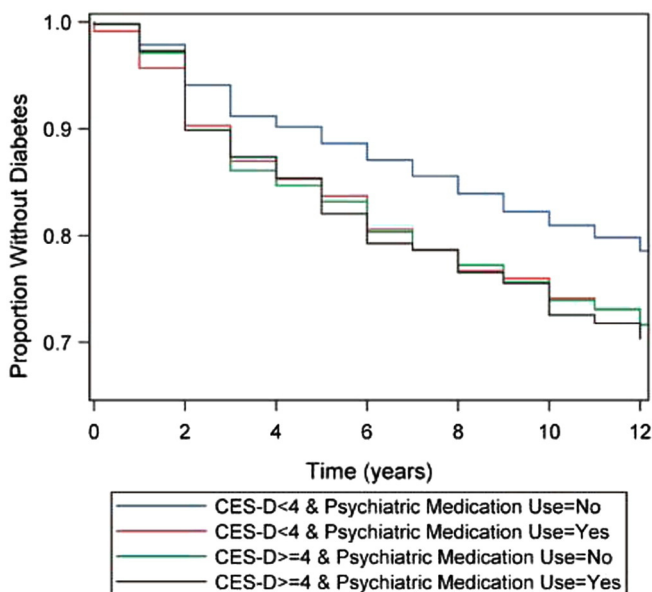 1.0
0.9
0.8
0.7
Proportion Without Diabetes
0 2 4 6 8 10 12
Time (years)
CES-D<4 & Psychiatric Medication Use=No
CES-D<4 & Psychiatric Medication Use=Yes
CES-D>=4 & Psychiatric Medication Use=No
CES-D>=4 & Psychiatric Medication Use=Yes